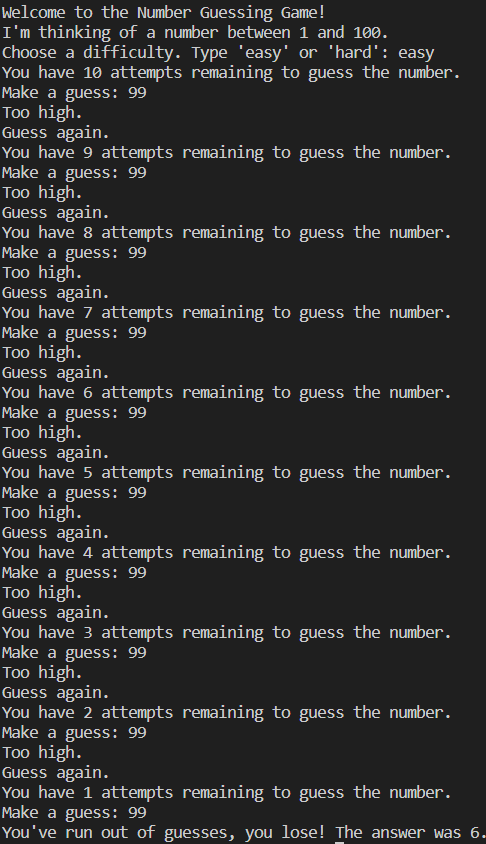 Welcome to the Number Guessing Game!
I'm thinking of a number between 1 and 100.
Choose a difficulty. Type 'easy' or 'hard': easy
You have 10 attempts remaining to guess the number.
Make a guess: 99
Too high.
Guess again.
You have 9 attempts remaining to guess the number.
Make a guess: 99
Too high.
Guess again.
You have 8 attempts remaining to guess the number.
Make a guess: 99
Too high.
Guess again.
You have 7 attempts remaining to guess the number.
Make a guess: 99
Too high.
Guess again.
You have 6 attempts remaining to guess the number.
Make a guess: 99
Too high.
Guess again.
You have 5 attempts remaining to guess the number.
Make a guess: 99
Too high.
Guess again.
You have 4 attempts remaining to guess the number.
Make a guess: 99
Too high.
Guess again.
You have 3 attempts remaining to guess the number.
Make a guess: 99
Too high.
Guess again.
You have 2 attempts remaining to guess the number.
Make a guess: 99
Too high.
Guess again.
You have 1 attempts remaining to guess the number.
Make a guess: 99
You've run out of guesses, you lose! The answer was 6.